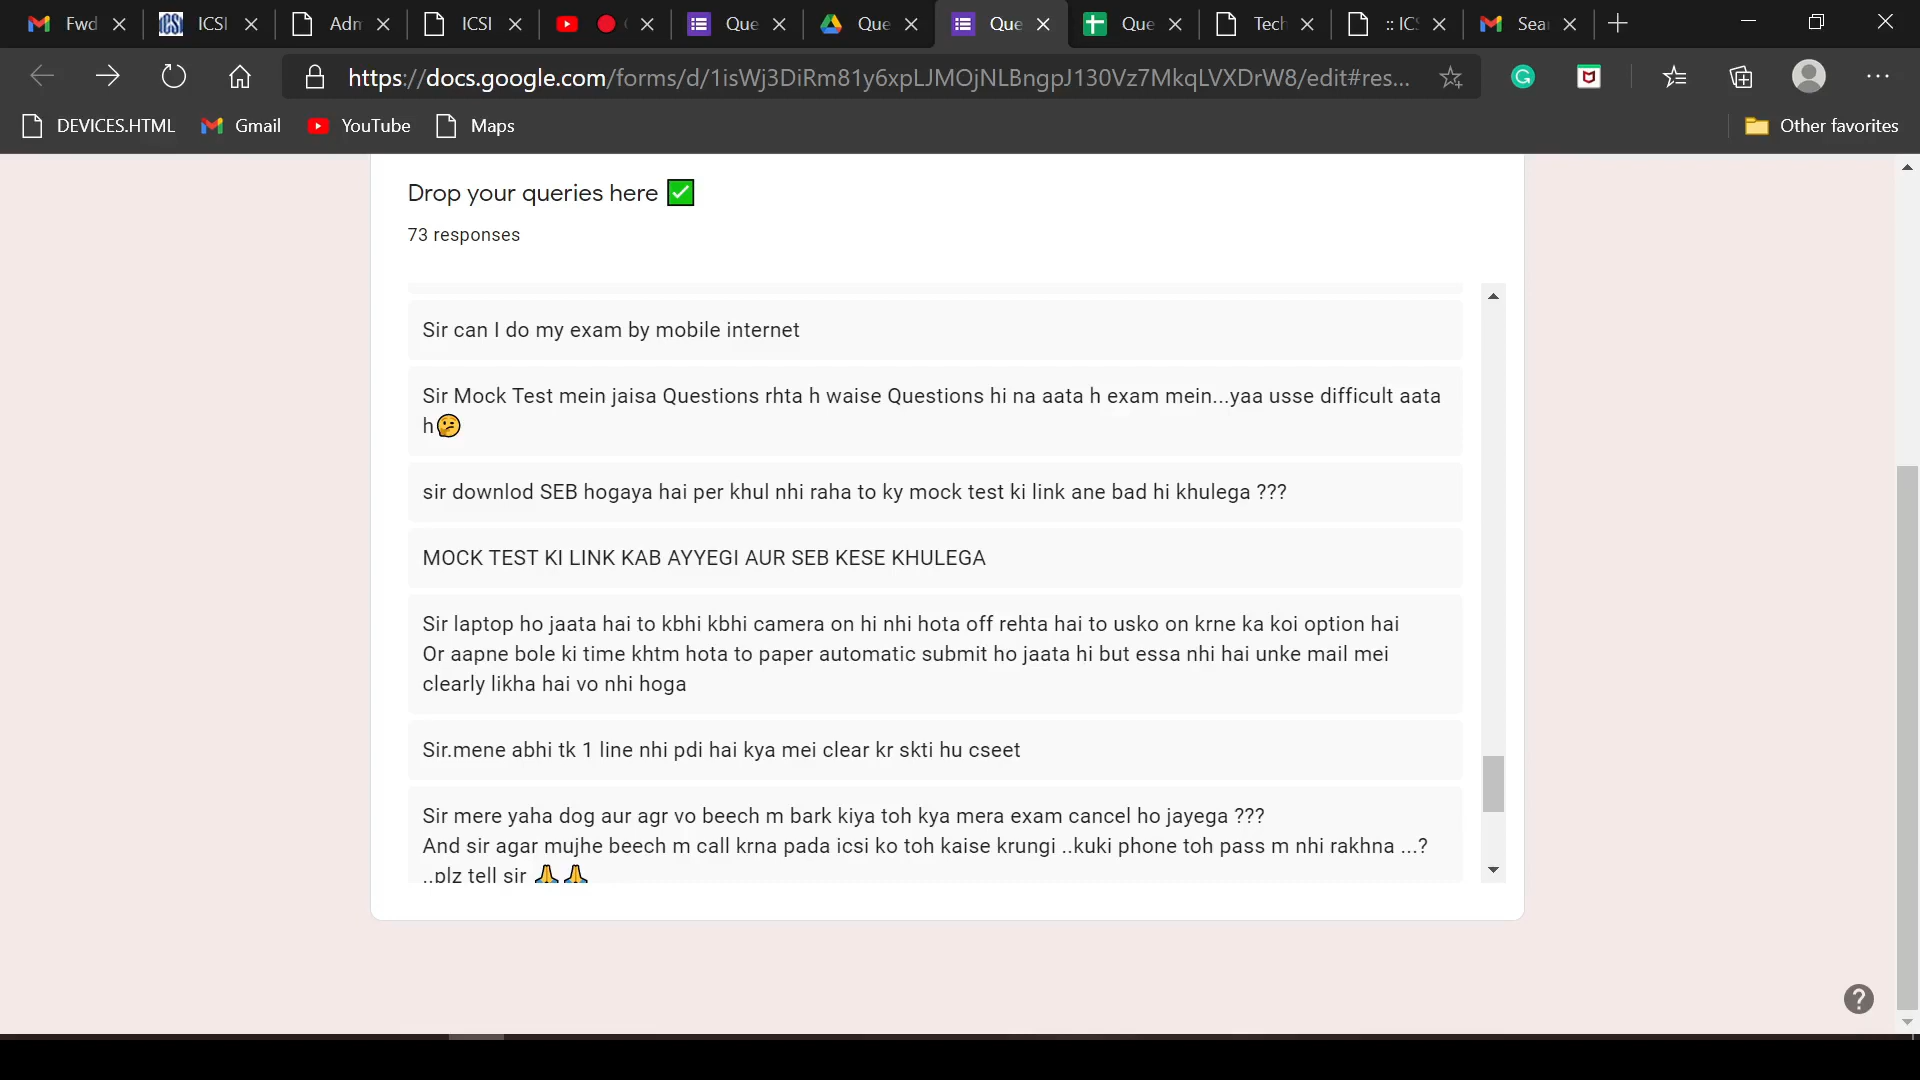 Fwd
ICSI
Adm
ICSI
Que
Que
Que
Que
Tech
:: IC
Sea
https://docs.google.com/forms/d/1isWj3DiRm81y6xpLJMOjNLBngpJ130Vz7MkqLVXDrW8/edit#res...
DEVICES.HTML
Gmail
YouTube
Maps
Other favorites
Drop your queries here ✅
73 responses
Sir can I do my exam by mobile internet
Sir Mock Test mein jaisa Questions rhta h waise Questions hi na aata h exam mein...yaa usse difficult aata
h🤔
sir downlod SEB hogaya hai per khul nhi raha to ky mock test ki link ane bad hi khulega ???
MOCK TEST KI LINK KAB AYYEGI AUR SEB KESE KHULEGA
Sir laptop ho jaata hai to kbhi kbhi camera on hi nhi hota off rehta hai to usko on krne ka koi option hai
Or aapne bole ki time khtm hota to paper automatic submit ho jaata hi but essa nhi hai unke mail mei
clearly likha hai vo nhi hoga
Sir.mene abhi tk 1 line nhi pdi hai kya mei clear kr skti hu cseet
Sir mere yaha dog aur agr vo beech m bark kiya toh kya mera exam cancel ho jayega ???
And sir agar mujhe beech m call krna pada icsi ko toh kaise krungi ..kuki phone toh pass m nhi rakhna ...?
..plz tell sir 🙏🙏